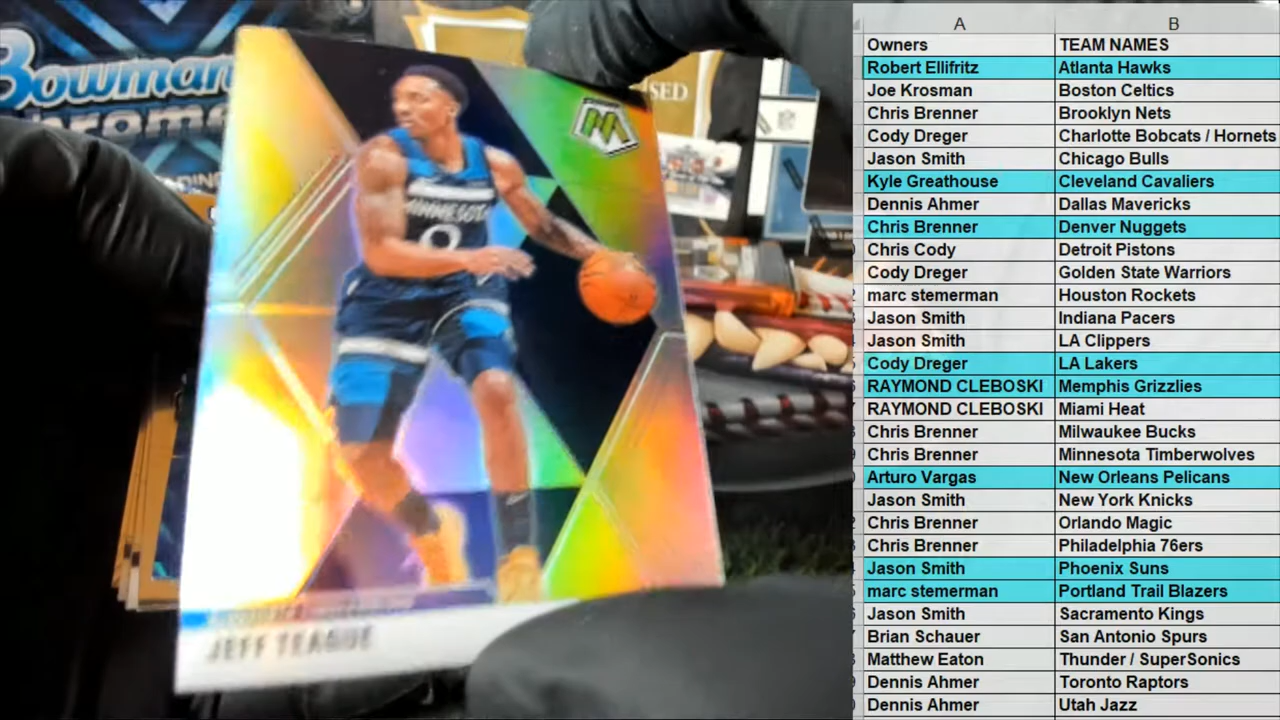 Bowman
Chrome
SED
M
MINNESOTA
0
JEFF TEAGUE
A B
Owners TEAM NAMES
Robert Ellifritz Atlanta Hawks
Joe Krosman Boston Celtics
Chris Brenner Brooklyn Nets
Cody Dreger Charlotte Bobcats / Hornets
Jason Smith Chicago Bulls
Kyle Greathouse Cleveland Cavaliers
Dennis Ahmer Dallas Mavericks
Chris Brenner Denver Nuggets
Chris Cody Detroit Pistons
Cody Dreger Golden State Warriors
marc stemerman Houston Rockets
Jason Smith Indiana Pacers
Jason Smith LA Clippers
Cody Dreger LA Lakers
RAYMOND CLEBOSKI Memphis Grizzlies
RAYMOND CLEBOSKI Miami Heat
Chris Brenner Milwaukee Bucks
Chris Brenner Minnesota Timberwolves
Arturo Vargas New Orleans Pelicans
Jason Smith New York Knicks
Chris Brenner Orlando Magic
Chris Brenner Philadelphia 76ers
Jason Smith Phoenix Suns
marc stemerman Portland Trail Blazers
Jason Smith Sacramento Kings
Brian Schauer San Antonio Spurs
Matthew Eaton Thunder / SuperSonics
Dennis Ahmer Toronto Raptors
Dennis Ahmer Utah Jazz